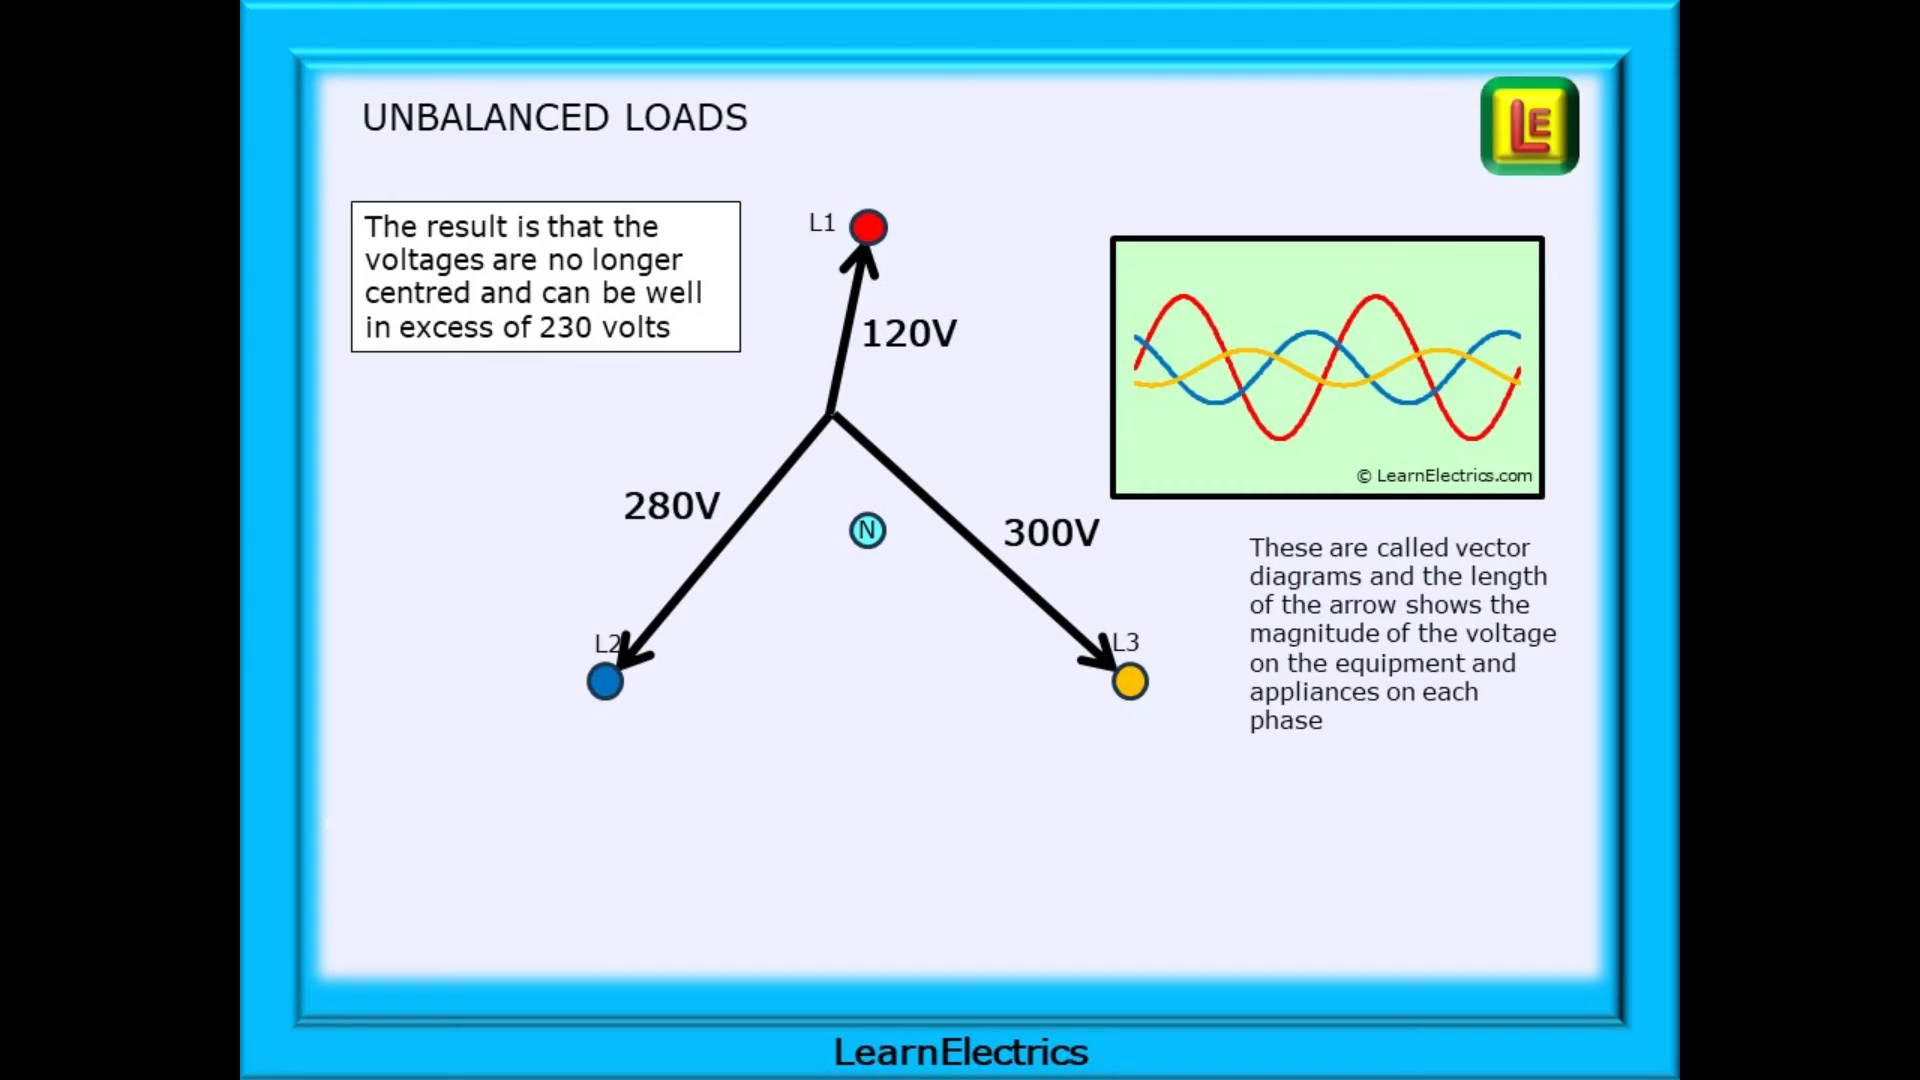 UNBALANCED LOADS
LE
The result is that the
voltages are no longer
centred and can be well
in excess of 230 volts
L1
120V
280V
N
300V
L2
L3
© LearnElectrics.com
These are called vector
diagrams and the length
of the arrow shows the
magnitude of the voltage
on the equipment and
appliances on each
phase
LearnElectrics